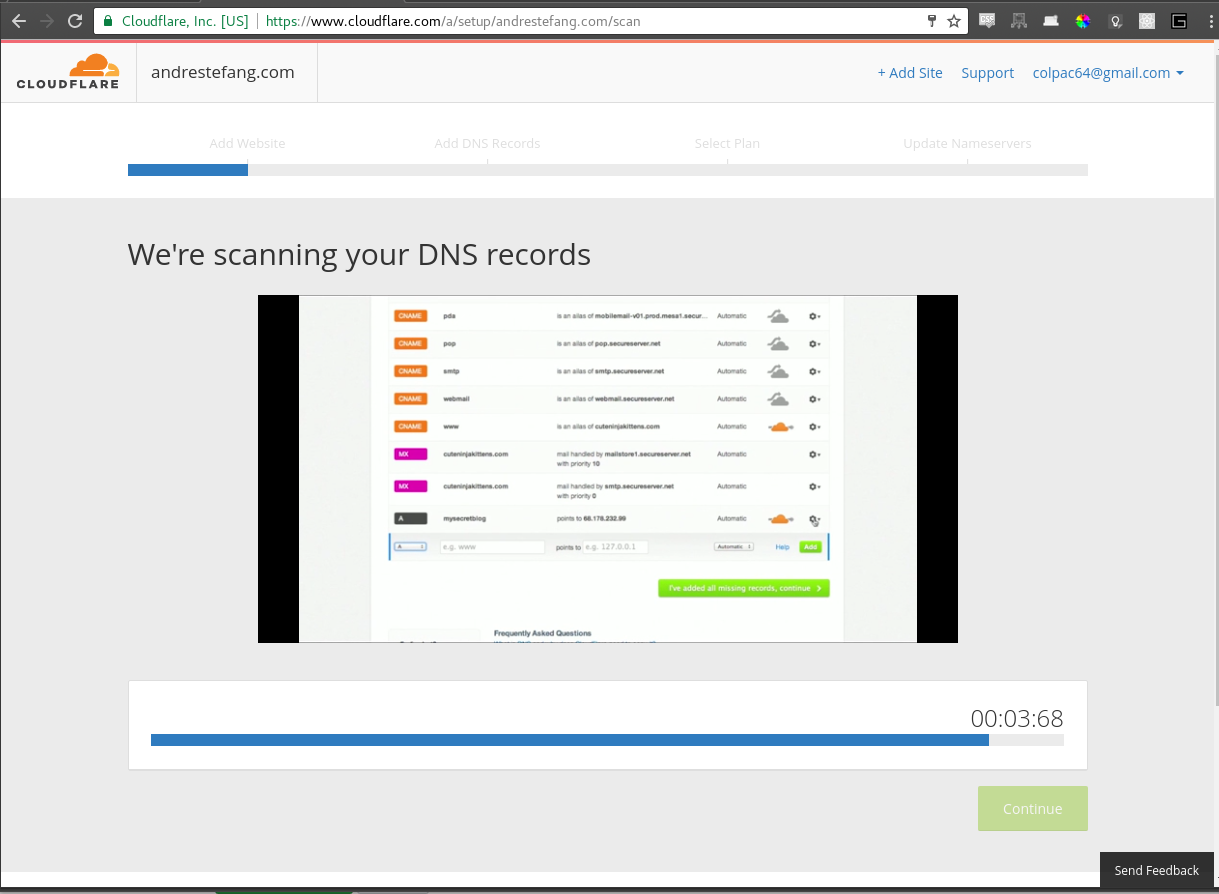 Cloudflare, Inc. [US] https://www.cloudflare.com/a/setup/andrestefang.com/scan
CLOUDFLARE
andrestefang.com
+ Add Site Support colpac64@gmail.com
Add Website Add DNS Records Select Plan Update Nameservers
We're scanning your DNS records
CNAME pda is an alias of mobilemail-v01.prod.mesa1.secur... Automatic
CNAME pop is an alias of pop.secureserver.net Automatic
CNAME smtp is an alias of smtp.secureserver.net Automatic
CNAME webmail is an alias of webmail.secureserver.net Automatic
CNAME www is an alias of cuteninjakittens.com Automatic
MX cuteninjakittens.com mail handled by mailstore1.secureserver.net Automatic
with priority 10
MX cuteninjakittens.com mail handled by smtp.secureserver.net Automatic
with priority 0
A mysecretblog points to 68.178.232.99 Automatic
A e.g. www points to e.g. 127.0.0.1 Automatic Help Add
I've added all missing records, continue
Frequently Asked Questions
00:03:68
Continue
Send Feedback